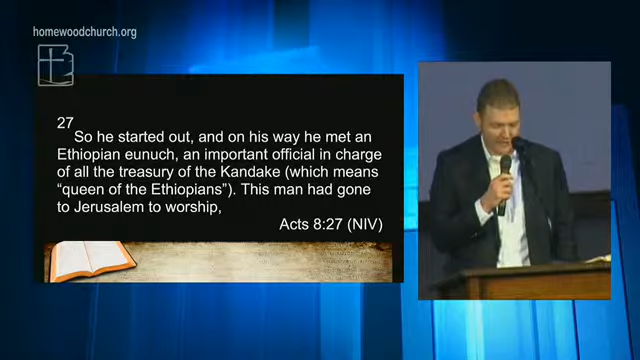 homewoodchurch.org
27
So he started out, and on his way he met an
Ethiopian eunuch, an important official in charge
of all the treasury of the Kandake (which means
“queen of the Ethiopians”). This man had gone
to Jerusalem to worship,
Acts 8:27 (NIV)